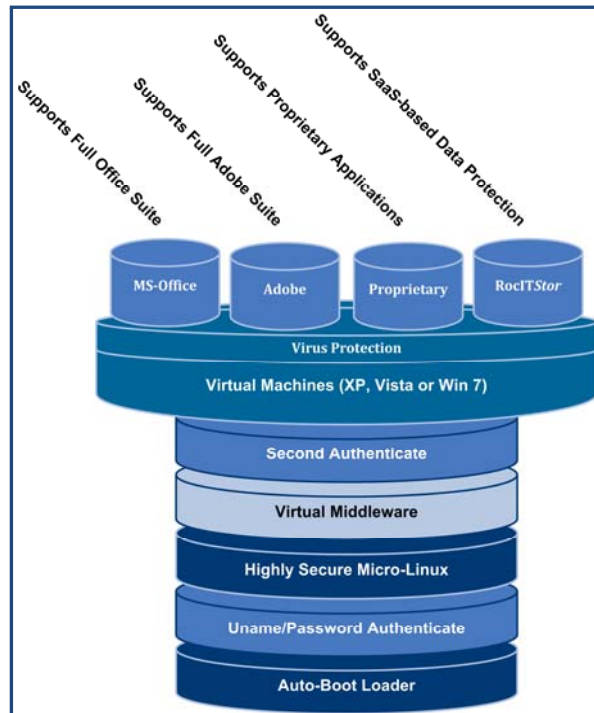 Supports Full Office Suite
Supports Full Adobe Suite
Supports Proprietary Applications
Supports SaaS-based Data Protection
MS-Office
Adobe
Proprietary
RocITStor
Virus Protection
Virtual Machines (XP, Vista or Win 7)
Second Authenticate
Virtual Middleware
Highly Secure Micro-Linux
Uname/Password Authenticate
Auto-Boot Loader